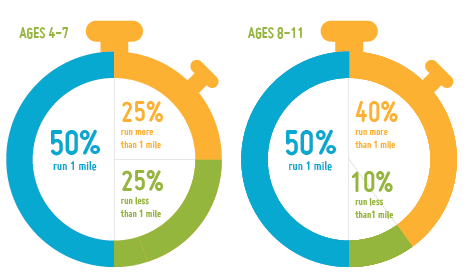 AGES 4-7
50%
run 1 mile
25%
run more
than 1 mile
25%
run less
than 1 mile
AGES 8-11
50%
run 1 mile
40%
run more
than 1 mile
10%
run less
than1 mile